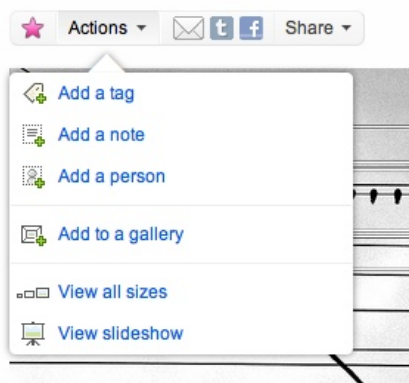 Actions Share
Add a tag
Add a note
Add a person
Add to a gallery
View all sizes
View slideshow